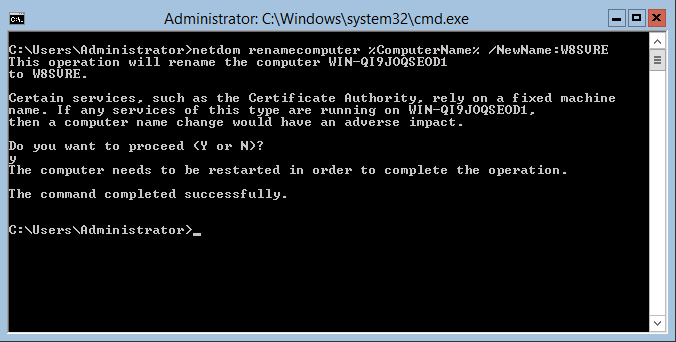 Administrator: C:\Windows\system32\cmd.exe
C:\Users\Administrator>netdom renamecomputer %ComputerName% /NewName:W8SVRE
This operation will rename the computer WIN-QI9JOQSEOD1
to W8SVRE.
Certain services, such as the Certificate Authority, rely on a fixed machine
name. If any services of this type are running on WIN-QI9JOQSEOD1,
then a computer name change would have an adverse impact.
Do you want to proceed (Y or N)?
y
The computer needs to be restarted in order to complete the operation.
The command completed successfully.
C:\Users\Administrator>_